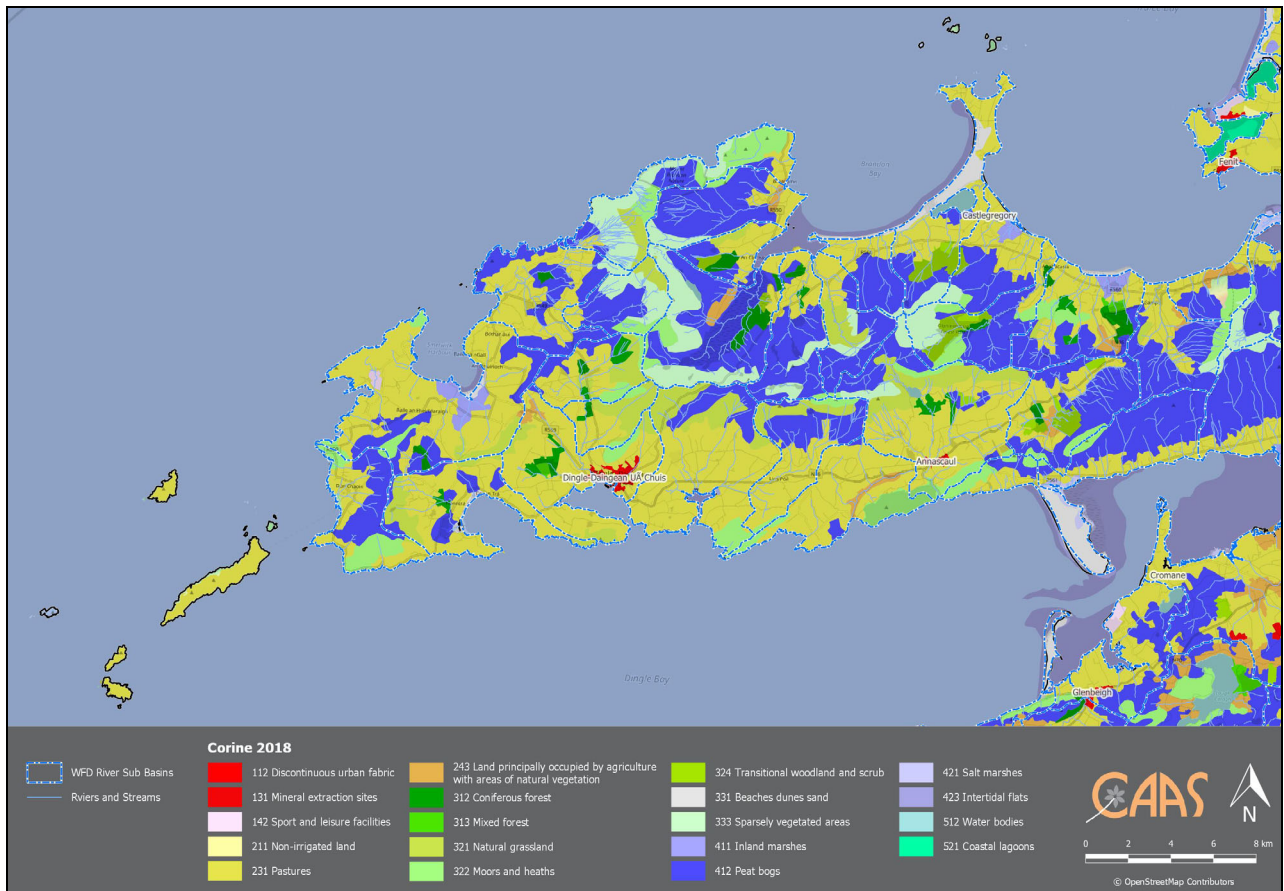 Fenit
Castlegregory
Dingle-Daingean UÃ Chuis
Annascaul
Cromane
Dingle Bay
Glenbeigh
Corine 2018
WFD River Sub Basins
Rviers and Streams
112 Discontinuous urban fabric
131 Mineral extraction sites
142 Sport and leisure facilities
211 Non-irrigated land
231 Pastures
243 Land principally occupied by agriculture
with areas of natural vegetation
312 Coniferous forest
313 Mixed forest
321 Natural grassland
322 Moors and heaths
324 Transitional woodland and scrub
331 Beaches dunes sand
333 Sparsely vegetated areas
411 Inland marshes
412 Peat bogs
421 Salt marshes
423 Intertidal flats
512 Water bodies
521 Coastal lagoons
CAAS
N
0 2 4 6 8 km
© OpenStreetMap Contributors